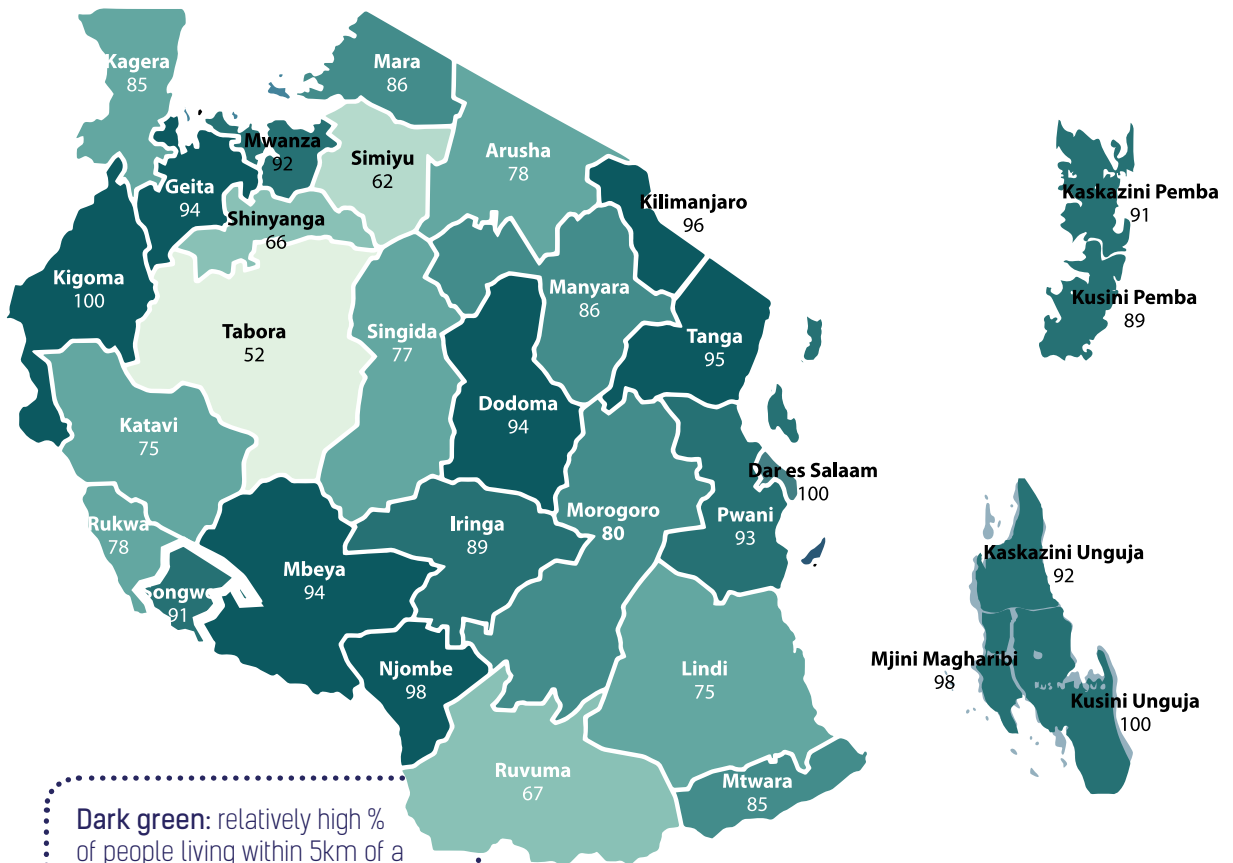 Kagera
85
Mara
86
Mwanza
92
Simiyu
62
Arusha
78
Geita
94
Kilimanjaro
96
Shinyanga
66
Kigoma
100
Manyara
86
Tabora
52
Singida
77
Tanga
95
Dodoma
94
Katavi
75
Dar es Salaam
100
Rukwa
78
Iringa
89
Morogoro
80
Pwani
93
Mbeya
94
Songwe
91
Njombe
98
Lindi
75
Ruvuma
67
Mtwara
85
Kaskazini Pemba
91
Kusini Pemba
89
Kaskazini Unguja
92
Mjini Magharibi
98
Kusini Unguja
100
Dark green: relatively high %
of people living within 5km of a